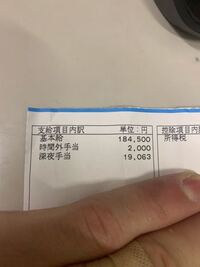 支給項目内訳 単位：円 控除項目内
基本給 184,500 所得税
時間外手当 2,000
深夜手当 19,063